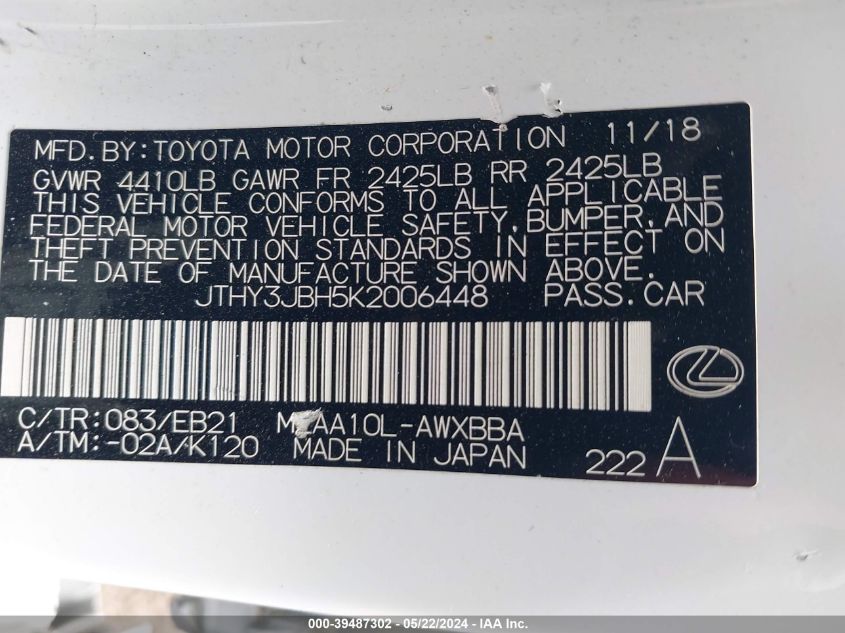 MFD.BY:TOYOTA MOTOR CORPORATION 11/18
GVWR 4410LB GAWR FR 2425LB RR 2425LB
THIS VEHICLE CONFORMS TO ALL APPLICABLE
FEDERAL MOTOR VEHICLE SAFETY,BUMPER,AND
THEFT PREVENTION STANDARDS IN EFFECT ON
THE DATE OF MANUFACTURE SHOWN ABOVE.
JTHY3JBH5K2006448 PASS.CAR
C/TR:083/EB21 AA10L-AWXBBA
A/TM:-02A/K120 MADE IN JAPAN
222 A
000-39487302 - 05/22/2024 - IAA Inc.